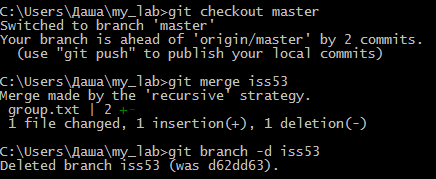 C:\Users\Даша\my_lab>git checkout master
Switched to branch 'master'
Your branch is ahead of 'origin/master' by 2 commits.
  (use "git push" to publish your local commits)
C:\Users\Даша\my_lab>git merge iss53
Merge made by the 'recursive' strategy.
 group.txt | 2 +-
 1 file changed, 1 insertion(+), 1 deletion(-)
C:\Users\Даша\my_lab>git branch -d iss53
Deleted branch iss53 (was d62dd63).